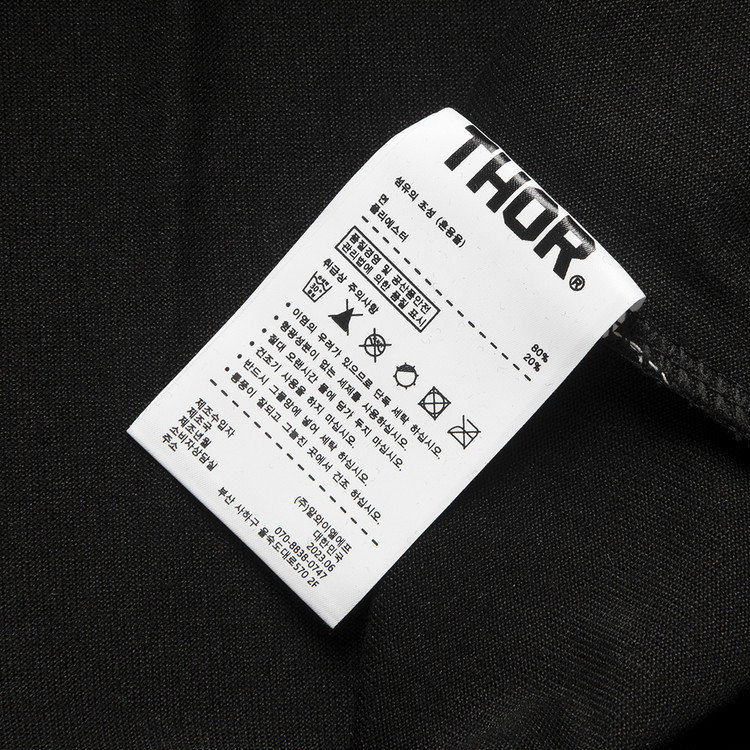 THOR®
섬유의 조성 (혼용율)
면 80%
폴리에스터 20%
품질경영 및 공산품안전
관리법에 의한 품질 표시
취급상 주의사항
• 이염의 우려가 있으므로 단독 세탁 하십시오.
• 형광성분이 없는 세제를 사용하십시오.
• 절대 오랜시간 물에 담가 두지 마십시오.
• 건조기 사용을 하지 마십시오.
• 반드시 그물망에 넣어 세탁 하십시오.
• 통풍이 잘되고 그늘진 곳에서 건조 하십시오.
제조수입자 (주)알와이엘에프
제조국 대한민국
제조년월 2023.06
소비자상담실 070-8838-0747
주소 부산 사하구 을숙도대로570 2F